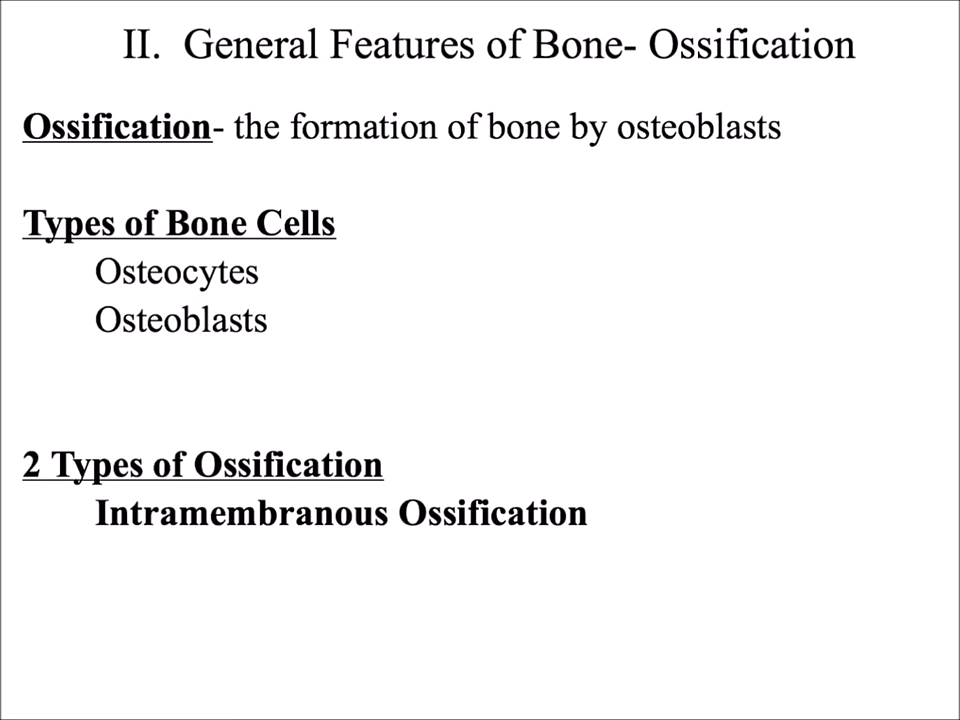 II. General Features of Bone- Ossification
Ossification- the formation of bone by osteoblasts
Types of Bone Cells
Osteocytes
Osteoblasts
2 Types of Ossification
Intramembranous Ossification